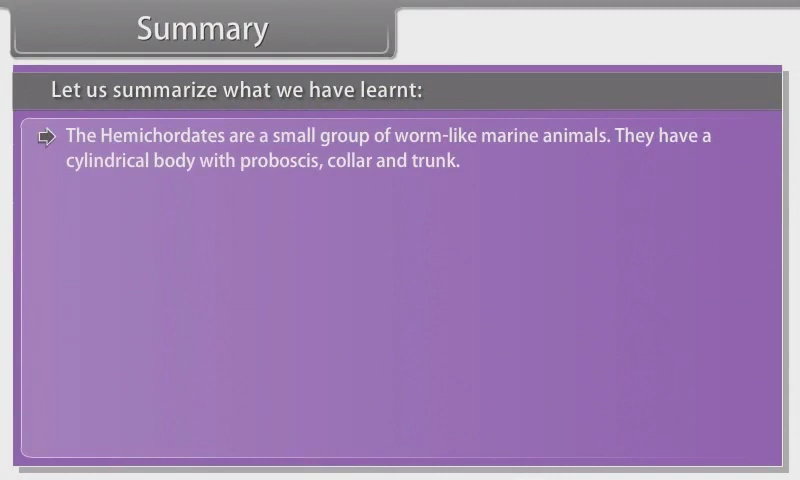 Summary
Let us summarize what we have learnt:
The Hemichordates are a small group of worm-like marine animals. They have a
cylindrical body with proboscis, collar and trunk.